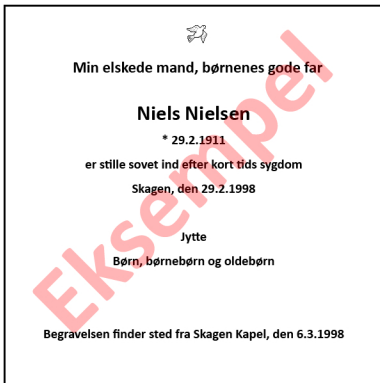 Min elskede mand, børnenes gode far
Niels Nielsen
* 29.2.1911
er stille sovet ind efter kort tids sygdom
Skagen, den 29.2.1998
Jytte
Børn, børnebørn og oldebørn
Begravelsen finder sted fra Skagen Kapel, den 6.3.1998
Eksempel